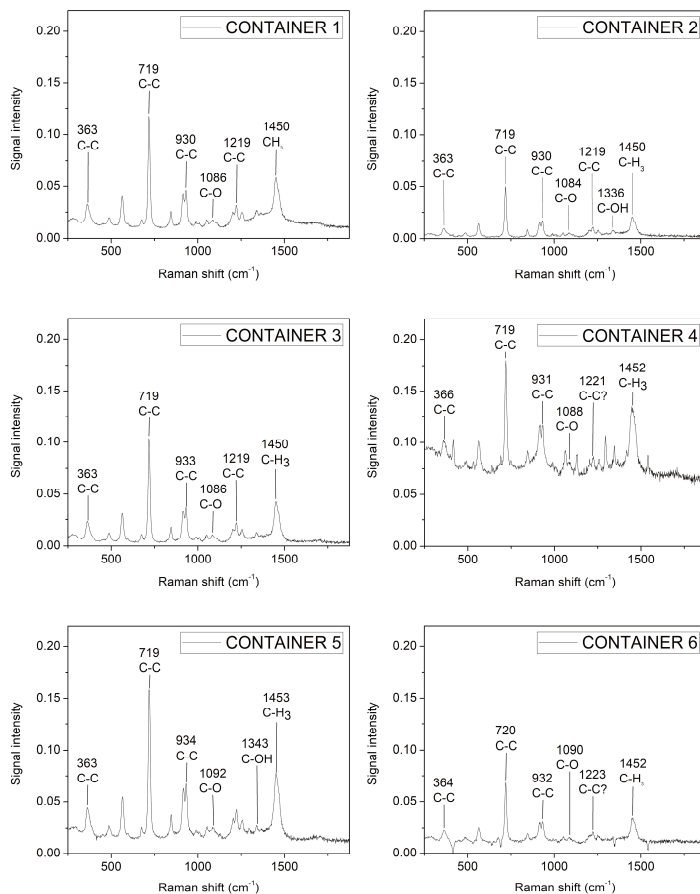 CONTAINER 1
0.20
0.15
0.10
0.05
0.00
Signal intensity
363
C-C
719
C-C
930
C-C
1086
C-O
1219
C-C
1450
CH3
500
1000
1500
Raman shift (cm-1)
CONTAINER 2
0.20
0.15
0.10
0.05
0.00
Signal intensity
363
C-C
719
C-C
930
C-C
1084
C-O
1219
C-C
1336
C-OH
1450
C-H3
500
1000
1500
Raman shift (cm-1)
CONTAINER 3
0.20
0.15
0.10
0.05
0.00
Signal intensity
363
C-C
719
C-C
933
C-C
1086
C-O
1219
C-C
1450
C-H3
500
1000
1500
Raman shift (cm-1)
CONTAINER 4
0.20
0.15
0.10
0.05
0.00
Signal intensity
366
C-C
719
C-C
931
C-C
1088
C-O
1221
C-C?
1452
C-H3
500
1000
1500
Raman shift (cm-1)
CONTAINER 5
0.20
0.15
0.10
0.05
0.00
Signal intensity
363
C-C
719
C-C
934
C C
1092
C-O
1343
C-OH
1453
C-H3
500
1000
1500
Raman shift (cm-1)
CONTAINER 6
0.20
0.15
0.10
0.05
0.00
Signal intensity
364
C-C
720
C-C
932
C-C
1090
C-O
1223
C-C?
1452
C-H3
500
1000
1500
Raman shift (cm-1)